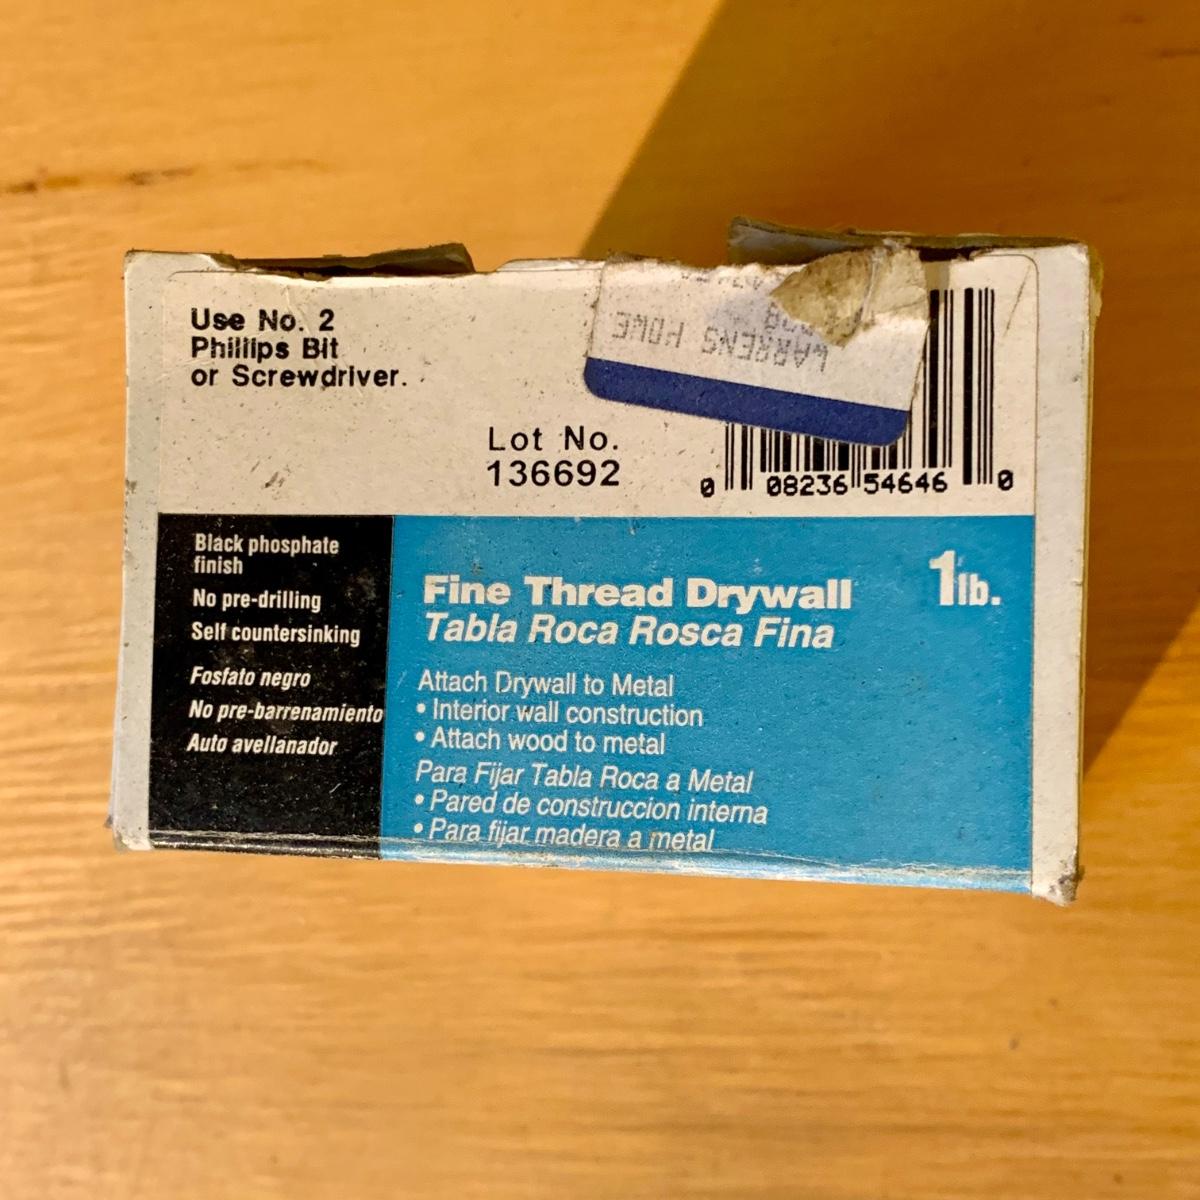 Use No. 2
Phillips Bit
or Screwdriver.
WARRENS HOWE
Lot No.
136692
0 08236 54646 0
Black phosphate
finish
No pre-drilling
Self countersinking
Fosfato negro
No pre-barrenamiento
Auto avellanador
Fine Thread Drywall
1lb.
Tabla Roca Rosca Fina
Attach Drywall to Metal
• Interior wall construction
• Attach wood to metal
Para Fijar Tabla Roca a Metal
• Pared de construccion interna
• Para fijar madera a metal